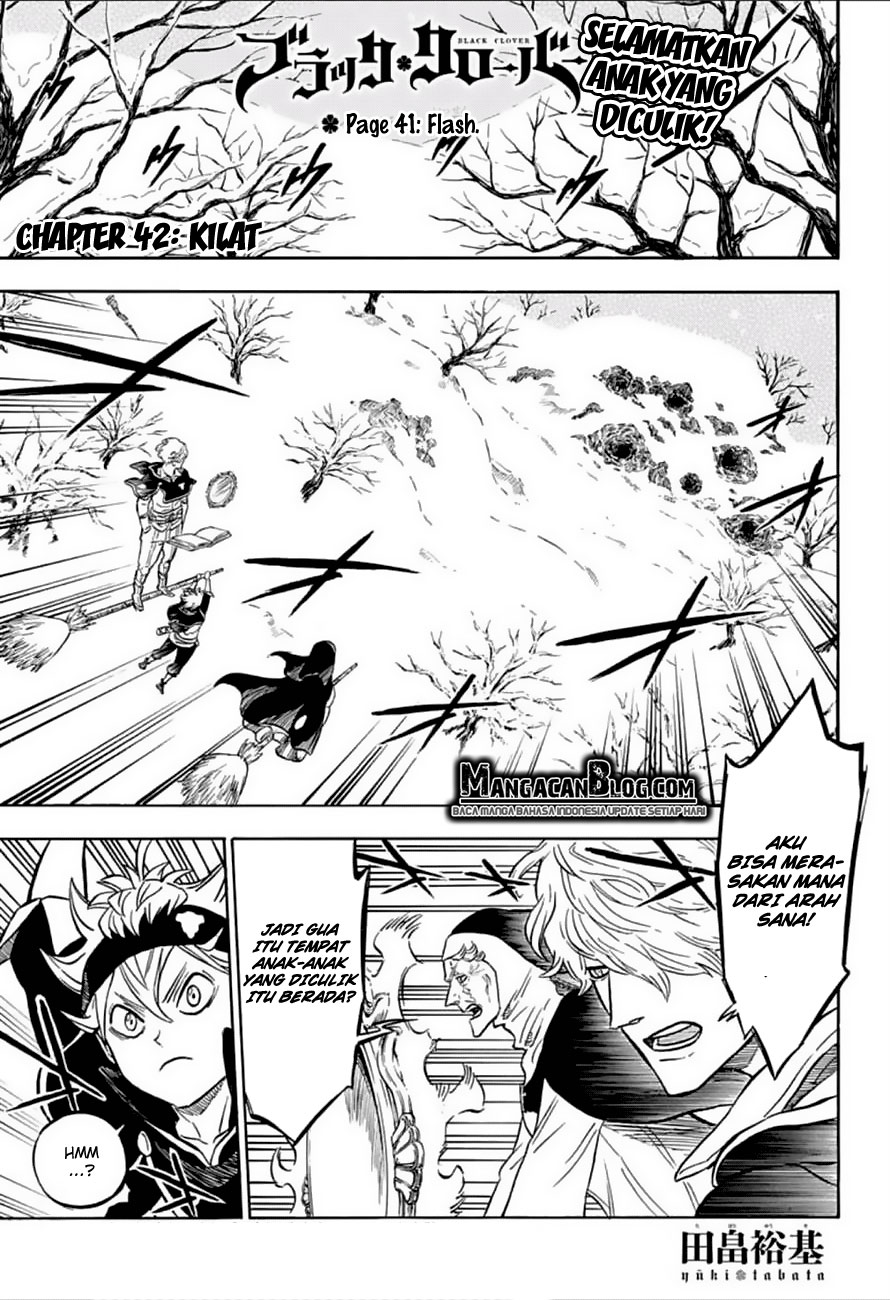 BLACK CLOVER
ブラック・クローバー
Page 41: Flash.
SELAMATKAN
ANAK YANG
DICULIK!
CHAPTER 42: KILAT
MANGACANBLOG.COM
BACA MANGA BAHASA INDONESIA UPDATE SETIAP HARI
AKU
BISA MERA-
SAKAN MANA
DARI ARAH
SANA!
JADI GUA
ITU TEMPAT
ANAK-ANAK
YANG DICULIK
ITU BERADA?
HMM
...?
田畠裕基
yūki tabata